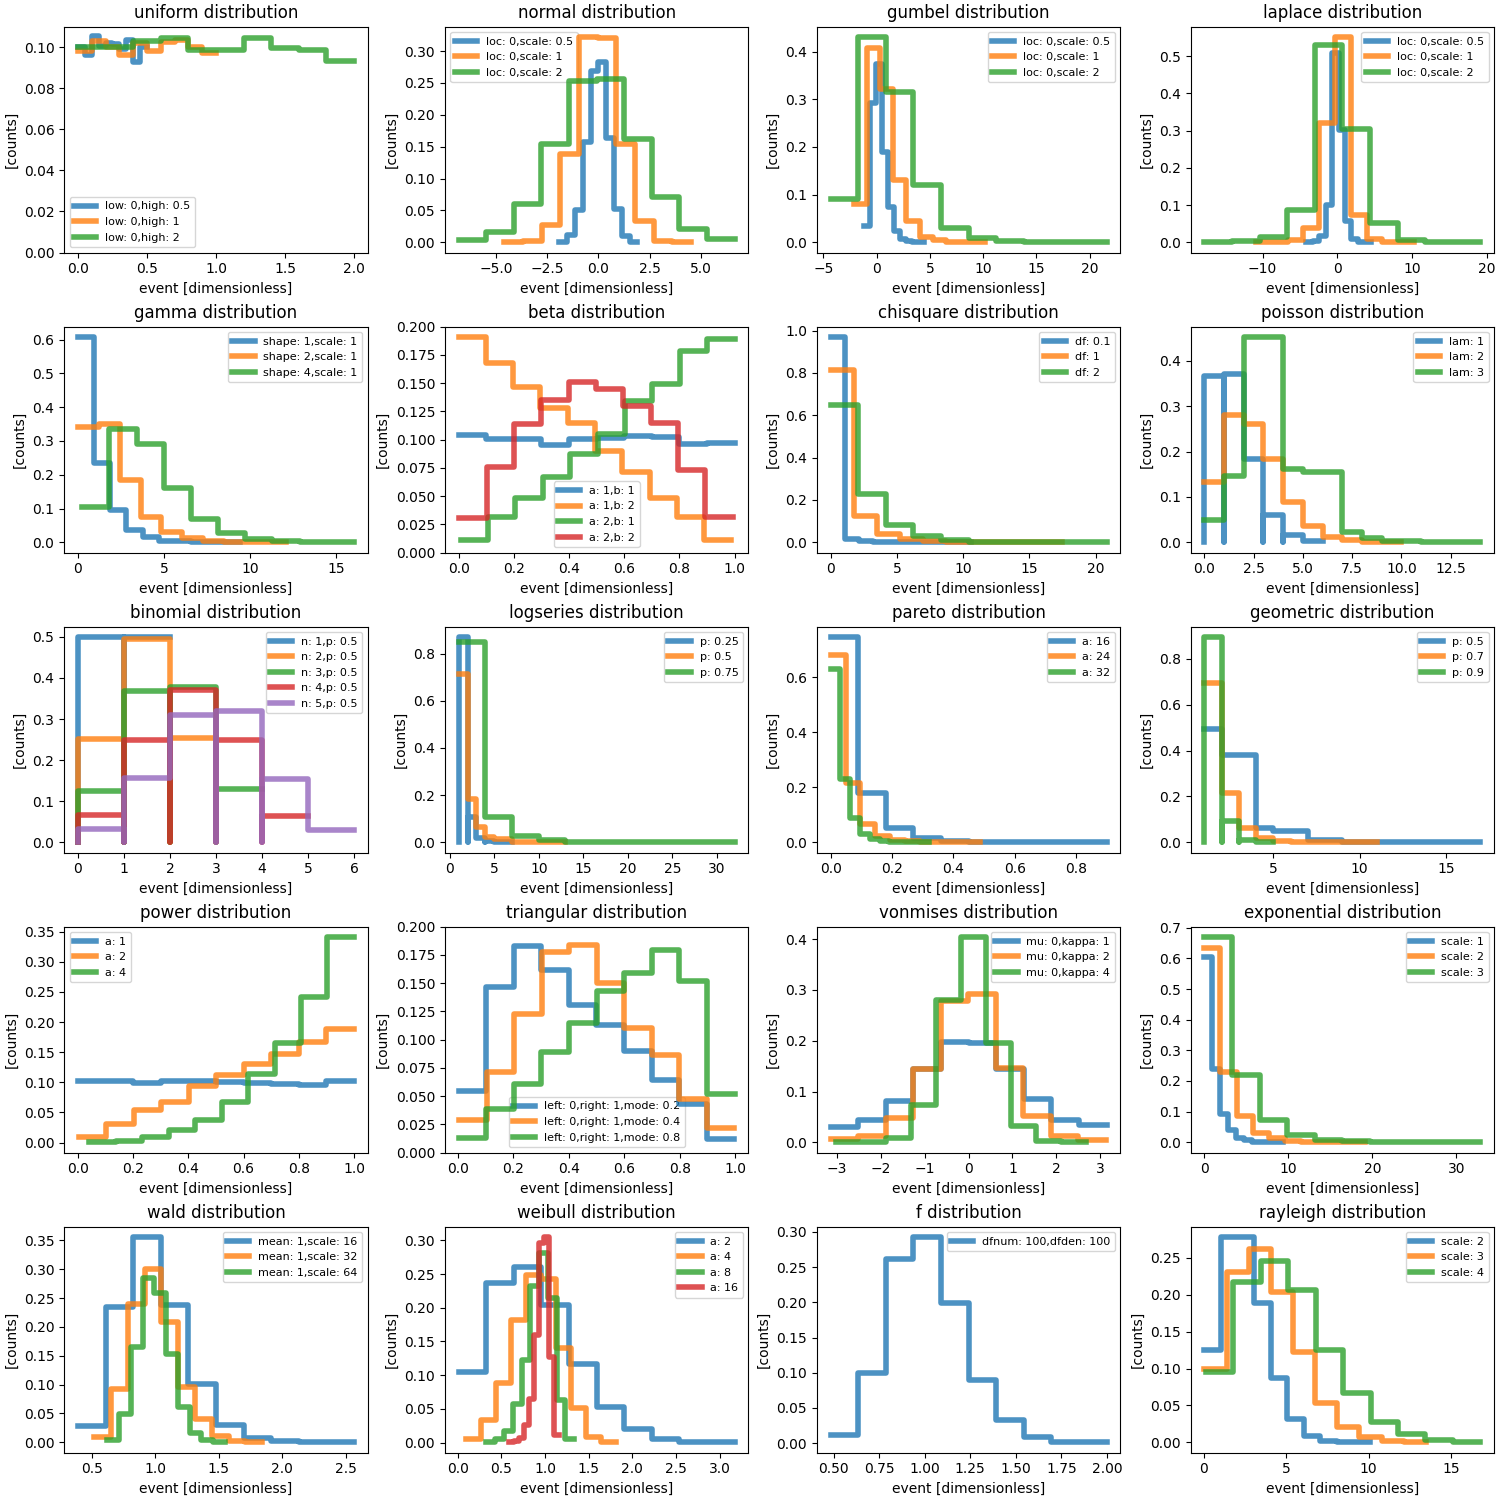 uniform distribution
0.10
0.08
0.06
0.04
0.02
0.00
[counts]
low: 0,high: 0.5
low: 0,high: 1
low: 0,high: 2
0.0 0.5 1.0 1.5 2.0
event [dimensionless]
normal distribution
0.30
0.25
0.20
0.15
0.10
0.05
0.00
[counts]
loc: 0,scale: 0.5
loc: 0,scale: 1
loc: 0,scale: 2
−5.0 −2.5 0.0 2.5 5.0
event [dimensionless]
gumbel distribution
0.4
0.3
0.2
0.1
0.0
[counts]
loc: 0,scale: 0.5
loc: 0,scale: 1
loc: 0,scale: 2
−5 0 5 10 15 20
event [dimensionless]
laplace distribution
0.5
0.4
0.3
0.2
0.1
0.0
[counts]
loc: 0,scale: 0.5
loc: 0,scale: 1
loc: 0,scale: 2
−10 0 10 20
event [dimensionless]
gamma distribution
0.6
0.5
0.4
0.3
0.2
0.1
0.0
[counts]
shape: 1,scale: 1
shape: 2,scale: 1
shape: 4,scale: 1
0 5 10 15
event [dimensionless]
beta distribution
0.200
0.175
0.150
0.125
0.100
0.075
0.050
0.025
0.000
[counts]
a: 1,b: 1
a: 1,b: 2
a: 2,b: 1
a: 2,b: 2
0.0 0.2 0.4 0.6 0.8 1.0
event [dimensionless]
chisquare distribution
1.0
0.8
0.6
0.4
0.2
0.0
[counts]
df: 0.1
df: 1
df: 2
0 5 10 15 20
event [dimensionless]
poisson distribution
0.4
0.3
0.2
0.1
0.0
[counts]
lam: 1
lam: 2
lam: 3
0.0 2.5 5.0 7.5 10.0 12.5
event [dimensionless]
binomial distribution
0.5
0.4
0.3
0.2
0.1
0.0
[counts]
n: 1,p: 0.5
n: 2,p: 0.5
n: 3,p: 0.5
n: 4,p: 0.5
n: 5,p: 0.5
0 1 2 3 4 5 6
event [dimensionless]
logseries distribution
0.8
0.6
0.4
0.2
0.0
[counts]
p: 0.25
p: 0.5
p: 0.75
0 5 10 15 20 25 30
event [dimensionless]
pareto distribution
0.6
0.4
0.2
0.0
[counts]
a: 16
a: 24
a: 32
0.0 0.2 0.4 0.6 0.8
event [dimensionless]
geometric distribution
0.8
0.6
0.4
0.2
0.0
[counts]
p: 0.5
p: 0.7
p: 0.9
5 10 15
event [dimensionless]
power distribution
0.35
0.30
0.25
0.20
0.15
0.10
0.05
0.00
[counts]
a: 1
a: 2
a: 4
0.0 0.2 0.4 0.6 0.8 1.0
event [dimensionless]
triangular distribution
0.200
0.175
0.150
0.125
0.100
0.075
0.050
0.025
0.000
[counts]
left: 0,right: 1,mode: 0.2
left: 0,right: 1,mode: 0.4
left: 0,right: 1,mode: 0.8
0.0 0.2 0.4 0.6 0.8 1.0
event [dimensionless]
vonmises distribution
0.4
0.3
0.2
0.1
0.0
[counts]
mu: 0,kappa: 1
mu: 0,kappa: 2
mu: 0,kappa: 4
−3 −2 −1 0 1 2 3
event [dimensionless]
exponential distribution
0.7
0.6
0.5
0.4
0.3
0.2
0.1
0.0
[counts]
scale: 1
scale: 2
scale: 3
0 10 20 30
event [dimensionless]
wald distribution
0.35
0.30
0.25
0.20
0.15
0.10
0.05
0.00
[counts]
mean: 1,scale: 16
mean: 1,scale: 32
mean: 1,scale: 64
0.5 1.0 1.5 2.0 2.5
event [dimensionless]
weibull distribution
0.30
0.25
0.20
0.15
0.10
0.05
0.00
[counts]
a: 2
a: 4
a: 8
a: 16
0.0 0.5 1.0 1.5 2.0 2.5 3.0
event [dimensionless]
f distribution
0.30
0.25
0.20
0.15
0.10
0.05
0.00
[counts]
dfnum: 100,dfden: 100
0.50 0.75 1.00 1.25 1.50 1.75 2.00
event [dimensionless]
rayleigh distribution
0.25
0.20
0.15
0.10
0.05
0.00
[counts]
scale: 2
scale: 3
scale: 4
0 5 10 15
event [dimensionless]